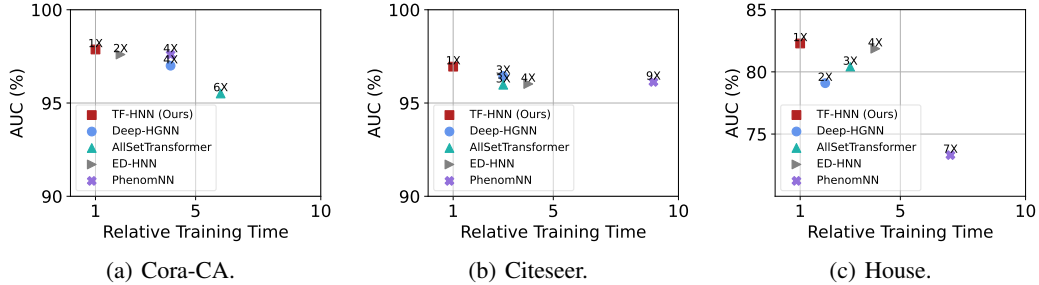 100
95
90
AUC (%)
1X
2X
4X
4X
6X
TF-HNN (Ours)
Deep-HGNN
AllSetTransformer
ED-HNN
PhenomNN
1
5
10
Relative Training Time
(a) Cora-CA.
100
95
90
AUC (%)
1X
3X
3X
4X
9X
TF-HNN (Ours)
Deep-HGNN
AllSetTransformer
ED-HNN
PhenomNN
1
5
10
Relative Training Time
(b) Citeseer.
85
80
75
AUC (%)
1X
2X
3X
4X
7X
TF-HNN (Ours)
Deep-HGNN
AllSetTransformer
ED-HNN
PhenomNN
1
5
10
Relative Training Time
(c) House.